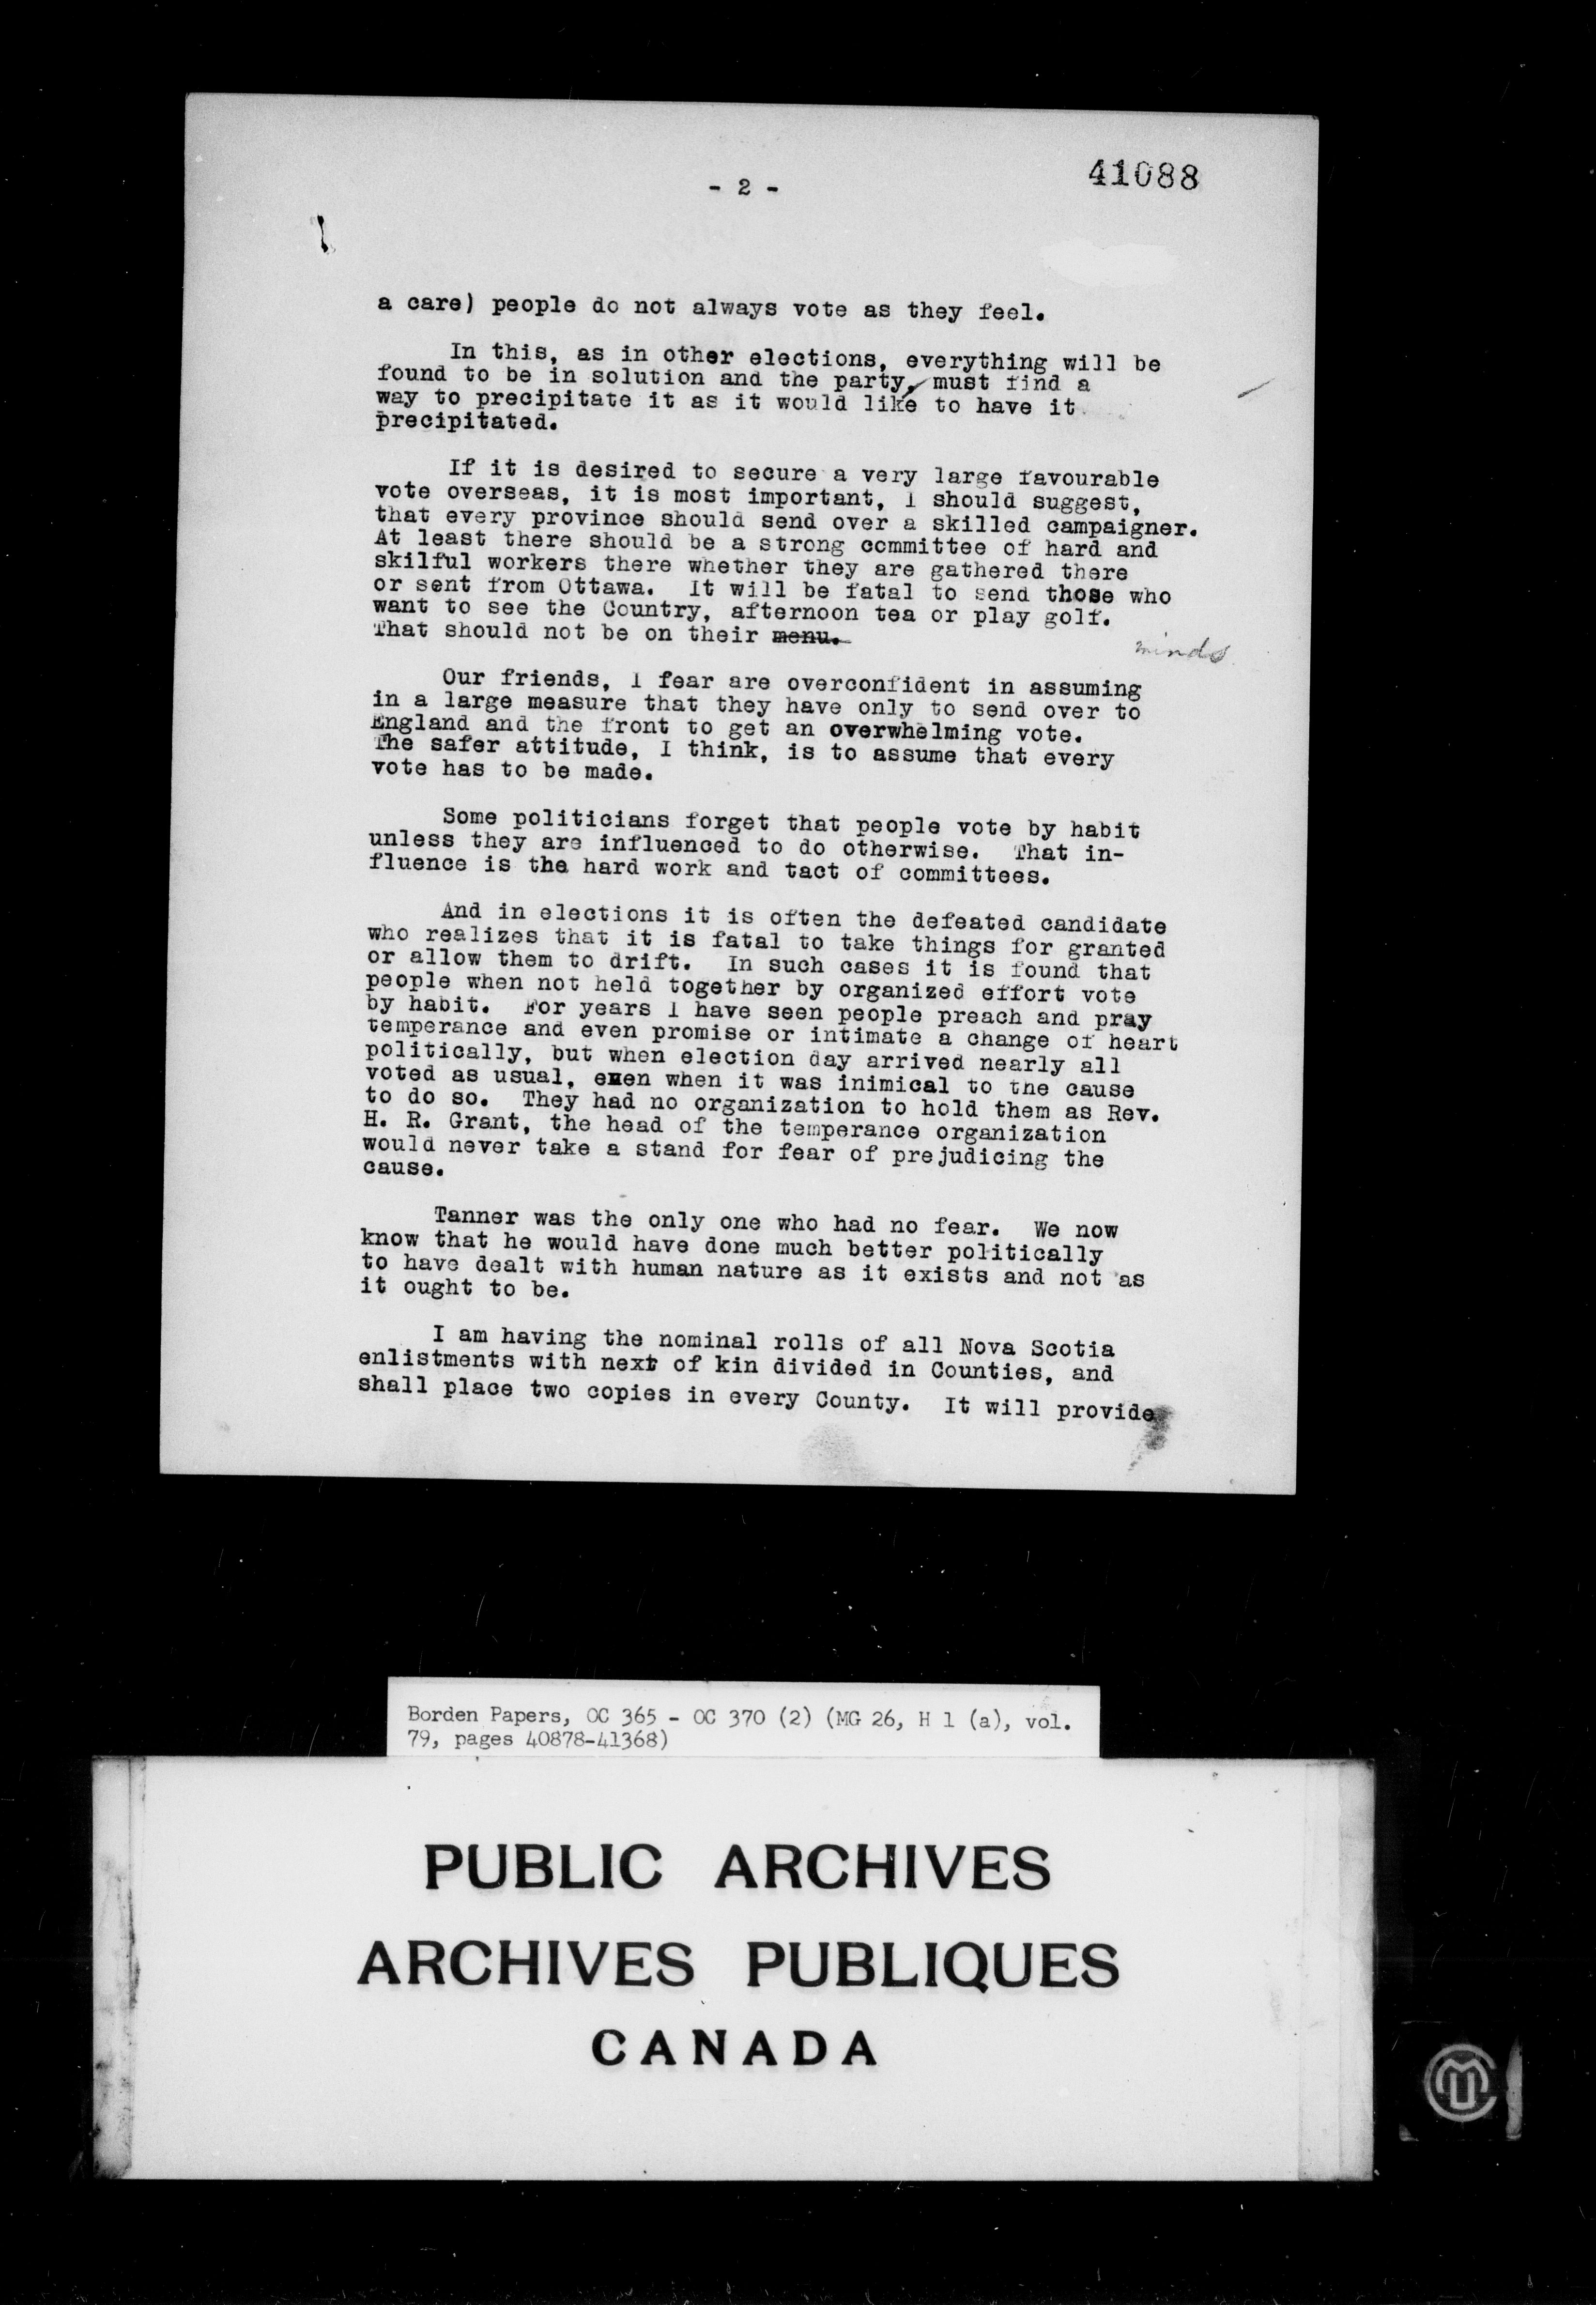 - 2 -
41088
a care) people do not always vote as they feel.
In this, as in other elections, everything will be
found to be in solution and the party, must find a
way to precipitate it as it would like to have it
precipitated.
If it is desired to secure a very large favourable
vote overseas, it is most important, I should suggest,
that every province should send over a skilled campaigner.
At least there should be a strong committee of hard and
skilful workers there whether they are gathered there
or sent from Ottawa. It will be fatal to send those who
want to see the Country, afternoon tea or play golf.
That should not be on their menu.
minds
Our friends, I fear are overconfident in assuming
in a large measure that they have only to send over to
England and the front to get an overwhelming vote.
The safer attitude, I think, is to assume that every
vote has to be made.
Some politicians forget that people vote by habit
unless they are influenced to do otherwise. That in-
fluence is the hard work and tact of committees.
And in elections it is often the defeated candidate
who realizes that it is fatal to take things for granted
or allow them to drift. In such cases it is found that
people when not held together by organized effort vote
by habit. For years I have seen people preach and pray
temperance and even promise or intimate a change of heart
politically, but when election day arrived nearly all
voted as usual, exen when it was inimical to the cause
to do so. They had no organization to hold them as Rev.
H. R. Grant, the head of the temperance organization
would never take a stand for fear of prejudicing the
cause.
Tanner was the only one who had no fear. We now
know that he would have done much better politically
to have dealt with human nature as it exists and not as
it ought to be.
I am having the nominal rolls of all Nova Scotia
enlistments with next of kin divided in Counties, and
shall place two copies in every County. It will provide
Borden Papers, OC 365 - OC 370 (2) (MG 26, H 1 (a), vol.
79, pages 40878-41368)
PUBLIC ARCHIVES
ARCHIVES PUBLIQUES
CANADA